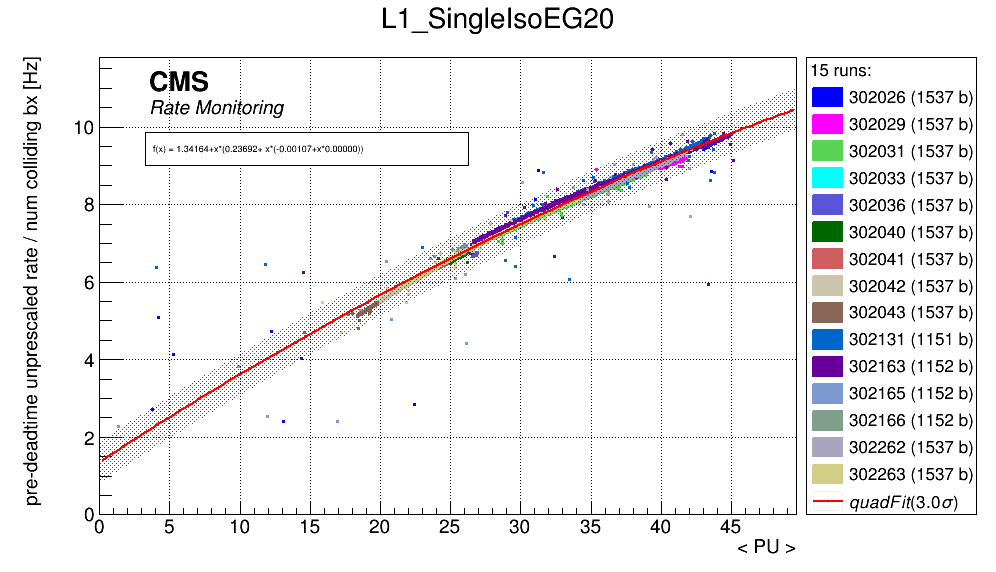 L1_SingleIsoEG20
pre-deadtime unprescaled rate / num colliding bx [Hz]
CMS
Rate Monitoring
f(x) = 1.34164+x*(0.23692+ x*(-0.00107+x*0.00000))
10
8
6
4
2
0
0 5 10 15 20 25 30 35 40 45
< PU >
15 runs:
302026 (1537 b)
302029 (1537 b)
302031 (1537 b)
302033 (1537 b)
302036 (1537 b)
302040 (1537 b)
302041 (1537 b)
302042 (1537 b)
302043 (1537 b)
302131 (1151 b)
302163 (1152 b)
302165 (1152 b)
302166 (1152 b)
302262 (1537 b)
302263 (1537 b)
quadFit(3.0σ)